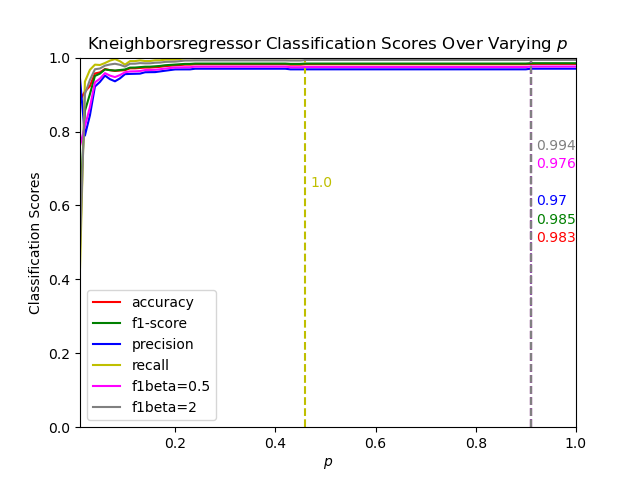 Kneighborsregressor Classification Scores Over Varying p
Classification Scores
1.0
0.8
0.6
0.4
0.2
0.0
0.994
0.976
1.0
0.97
0.985
0.983
accuracy
f1-score
precision
recall
f1beta=0.5
f1beta=2
0.2 0.4 0.6 0.8 1.0
p